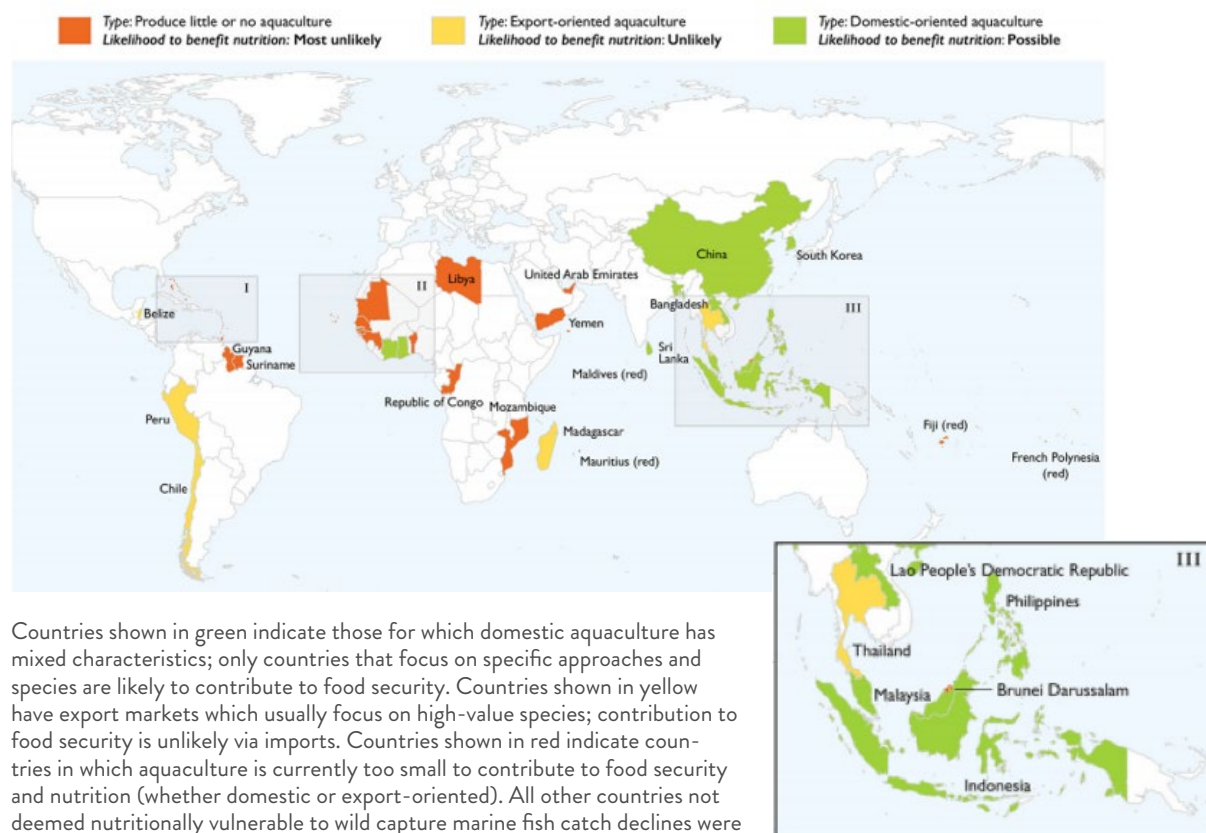 Type: Produce little or no aquaculture
Likelihood to benefit nutrition: Most unlikely
Type: Export-oriented aquaculture
Likelihood to benefit nutrition: Unlikely
Type: Domestic-oriented aquaculture
Likelihood to benefit nutrition: Possible
I
II
III
Belize
Guyana
Suriname
Peru
Chile
Libya
United Arab Emirates
Yemen
Republic of Congo
Mozambique
Madagascar
Mauritius (red)
Maldives (red)
China
South Korea
Bangladesh
Sri
Lanka
Fiji (red)
French Polynesia
(red)
III
Lao People's Democratic Republic
Philippines
Thailand
Malaysia
Brunei Darussalam
Indonesia
Countries shown in green indicate those for which domestic aquaculture has
mixed characteristics; only countries that focus on specific approaches and
species are likely to contribute to food security. Countries shown in yellow
have export markets which usually focus on high-value species; contribution to
food security is unlikely via imports. Countries shown in red indicate coun-
tries in which aquaculture is currently too small to contribute to food security
and nutrition (whether domestic or export-oriented). All other countries not
deemed nutritionally vulnerable to wild capture marine fish catch declines were